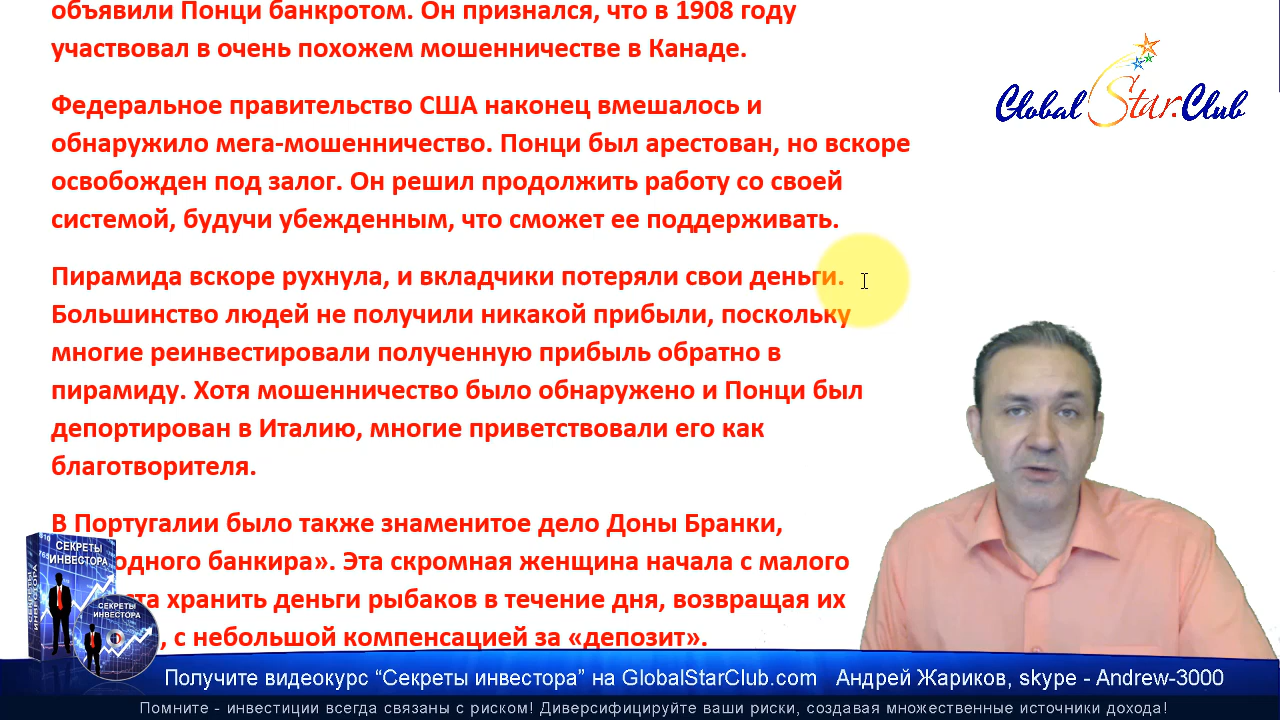 объявили Понци банкротом. Он признался, что в 1908 году
участвовал в очень похожем мошенничестве в Канаде.
Федеральное правительство США наконец вмешалось и
обнаружило мега-мошенничество. Понци был арестован, но вскоре
освобожден под залог. Он решил продолжить работу со своей
системой, будучи убежденным, что сможет ее поддерживать.
Пирамида вскоре рухнула, и вкладчики потеряли свои деньги.
Большинство людей не получили никакой прибыли, поскольку
многие реинвестировали полученную прибыль обратно в
пирамиду. Хотя мошенничество было обнаружено и Понци был
депортирован в Италию, многие приветствовали его как
благотворителя.
В Португалии было также знаменитое дело Доны Бранки,
одного банкира». Эта скромная женщина начала с малого
хранить деньги рыбаков в течение дня, возвращая их
, с небольшой компенсацией за «депозит».
Global Star.Club
СЕКРЕТЫ
ИНВЕСТОРА
СЕКРЕТЫ ИНВЕСТОРА
СЕКРЕТЫ
ИНВЕСТОРА
Получите видеокурс “Секреты инвестора” на GlobalStarClub.com Андрей Жариков, skype - Andrew-3000
Помните - инвестиции всегда связаны с риском! Диверсифицируйте ваши риски, создавая множественные источники дохода!